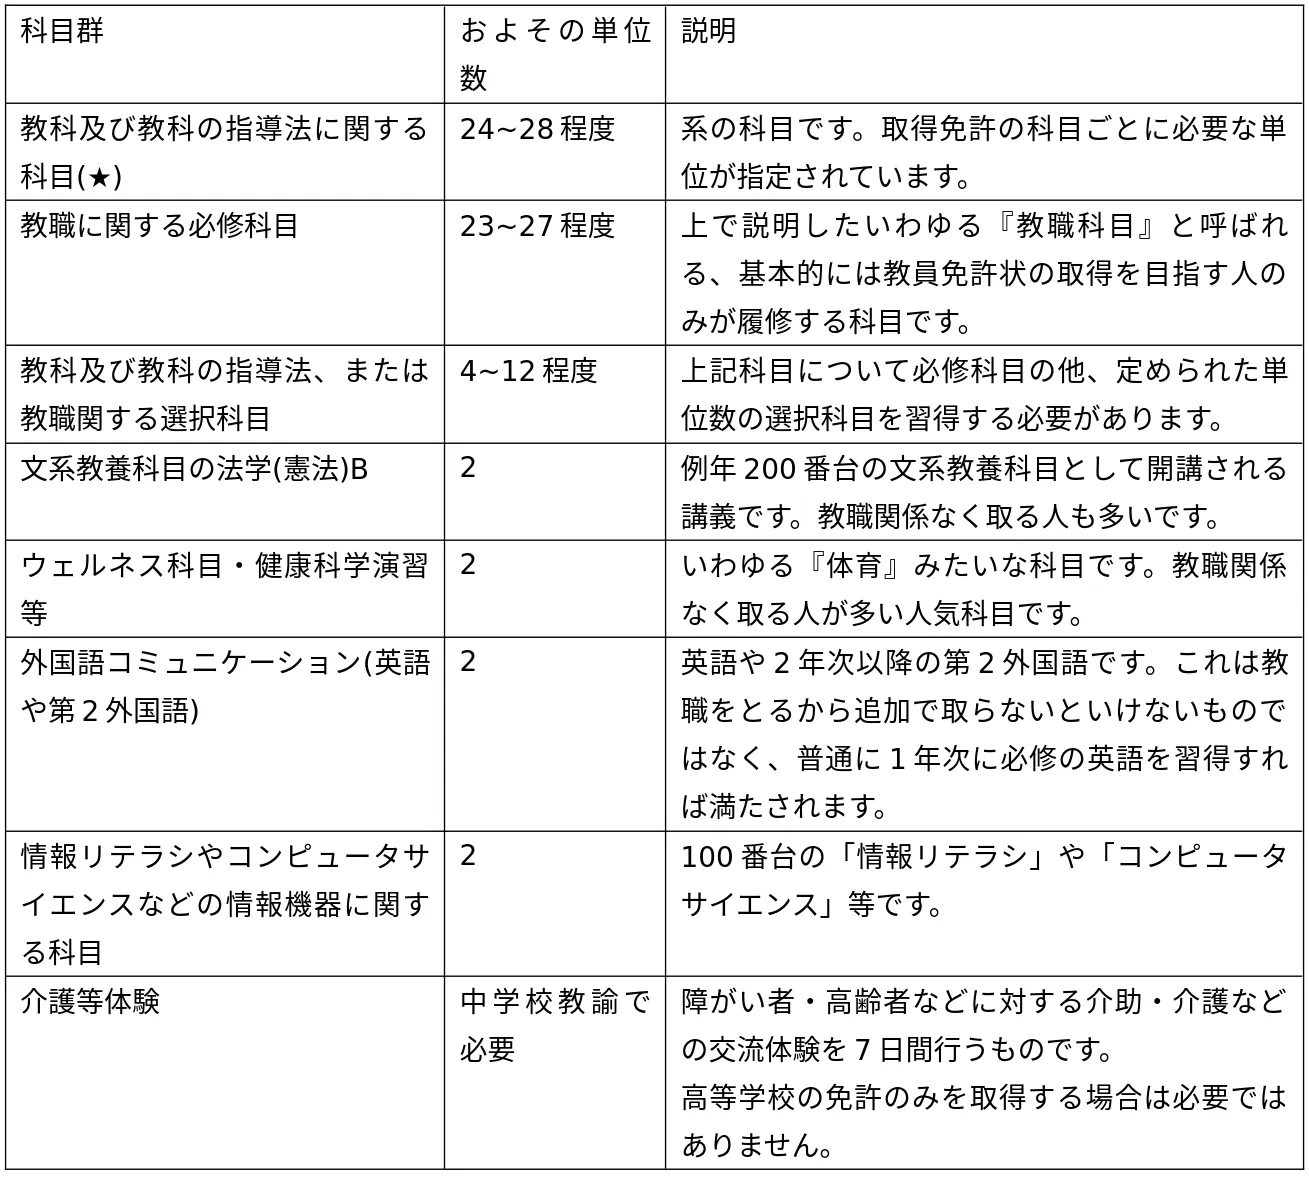 科目群
およその単位
数
説明
教科及び教科の指導法に関する
科目(★)
24~28 程度
系の科目です。取得免許の科目ごとに必要な単
位が指定されています。
教職に関する必修科目
23~27 程度
上で説明したいわゆる『教職科目』と呼ばれ
る、基本的には教員免許状の取得を目指す人の
みが履修する科目です。
教科及び教科の指導法、または
教職関する選択科目
4~12 程度
上記科目について必修科目の他、定められた単
位数の選択科目を習得する必要があります。
文系教養科目の法学(憲法)B
2
例年 200 番台の文系教養科目として開講される
講義です。教職関係なく取る人も多いです。
ウェルネス科目・健康科学演習
等
2
いわゆる『体育』みたいな科目です。教職関係
なく取る人が多い人気科目です。
外国語コミュニケーション(英語
や第 2 外国語)
2
英語や 2 年次以降の第 2 外国語です。これは教
職をとるから追加で取らないといけないもので
はなく、普通に 1 年次に必修の英語を習得すれ
ば満たされます。
情報リテラシやコンピュータサ
イエンスなどの情報機器に関す
る科目
2
100 番台の「情報リテラシ」や「コンピュータ
サイエンス」等です。
介護等体験
中学校教諭で
必要
障がい者・高齢者などに対する介助・介護など
の交流体験を 7 日間行うものです。
高等学校の免許のみを取得する場合は必要では
ありません。